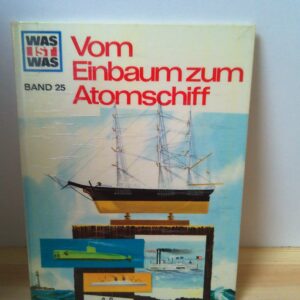 WAS
IST
WAS
BAND 25
Vom
Einbaum zum
Atomschiff